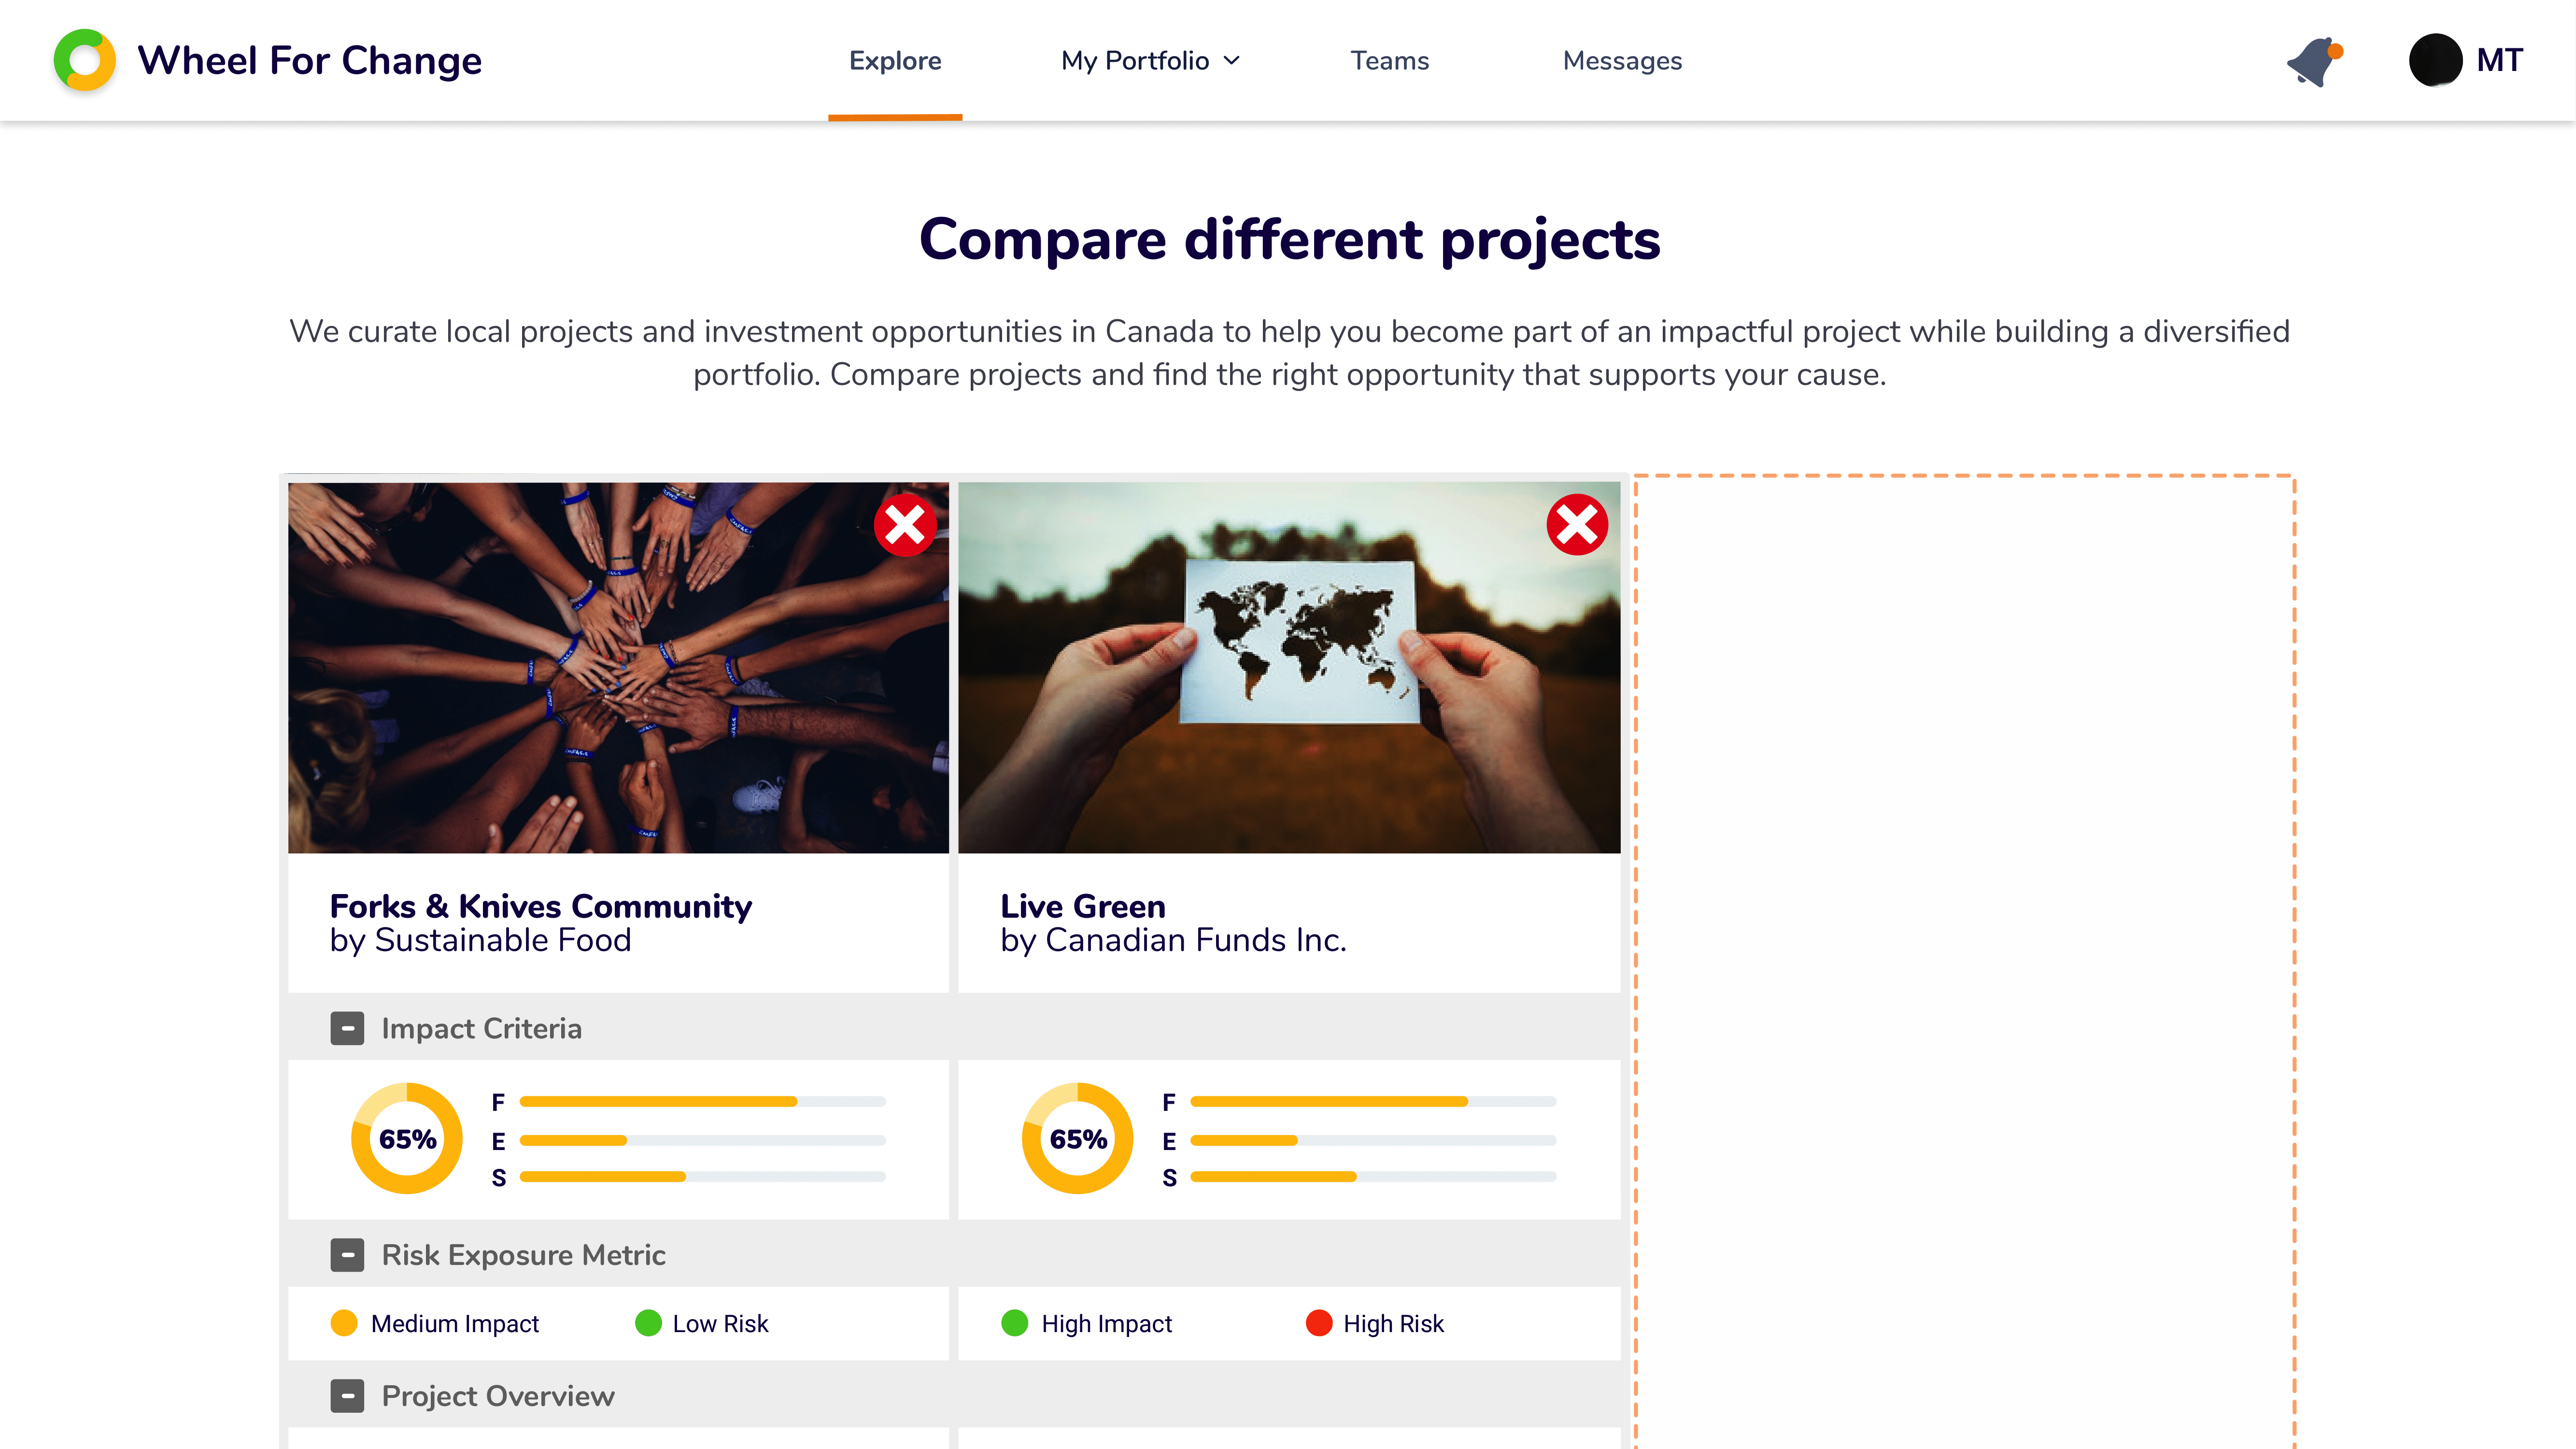 Wheel For Change
Explore
My Portfolio
Teams
Messages
MT
Compare different projects
We curate local projects and investment opportunities in Canada to help you become part of an impactful project while building a diversified
portfolio. Compare projects and find the right opportunity that supports your cause.
Forks & Knives Community
by Sustainable Food
Live Green
by Canadian Funds Inc.
Impact Criteria
65%
F
E
S
65%
F
E
S
Risk Exposure Metric
Medium Impact
Low Risk
High Impact
High Risk
Project Overview